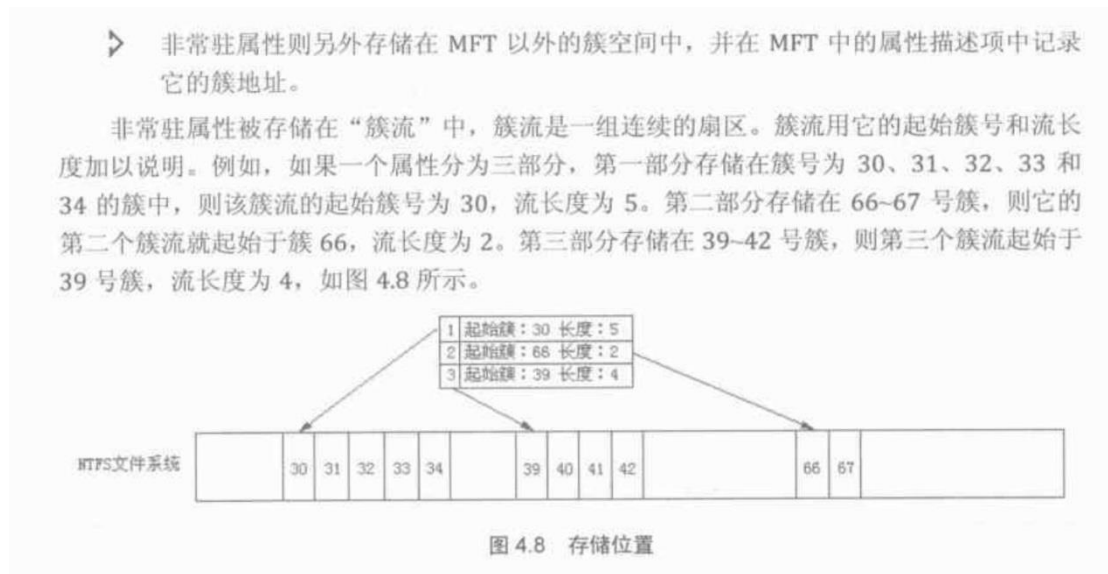 非常驻属性则另外存储在 MFT 以外的簇空间中，并在 MFT 中的属性描述项中记录
它的簇地址。
非常驻属性被存储在“簇流”中，簇流是一组连续的扇区。簇流用它的起始簇号和流长
度加以说明。例如，如果一个属性分为三部分，第一部分存储在簇号为 30、31、32、33 和
34 的簇中，则该簇流的起始簇号为 30，流长度为 5。第二部分存储在 66~67 号簇，则它的
第二个簇流就起始于簇 66，流长度为 2。第三部分存储在 39~42 号簇，则第三个簇流起始于
39 号簇，流长度为 4，如图 4.8 所示。
1 起始簇：30 长度：5
2 起始簇：66 长度：2
3 起始簇：39 长度：4
NTFS文件系统 30 31 32 33 34 39 40 41 42 66 67
图 4.8 存储位置